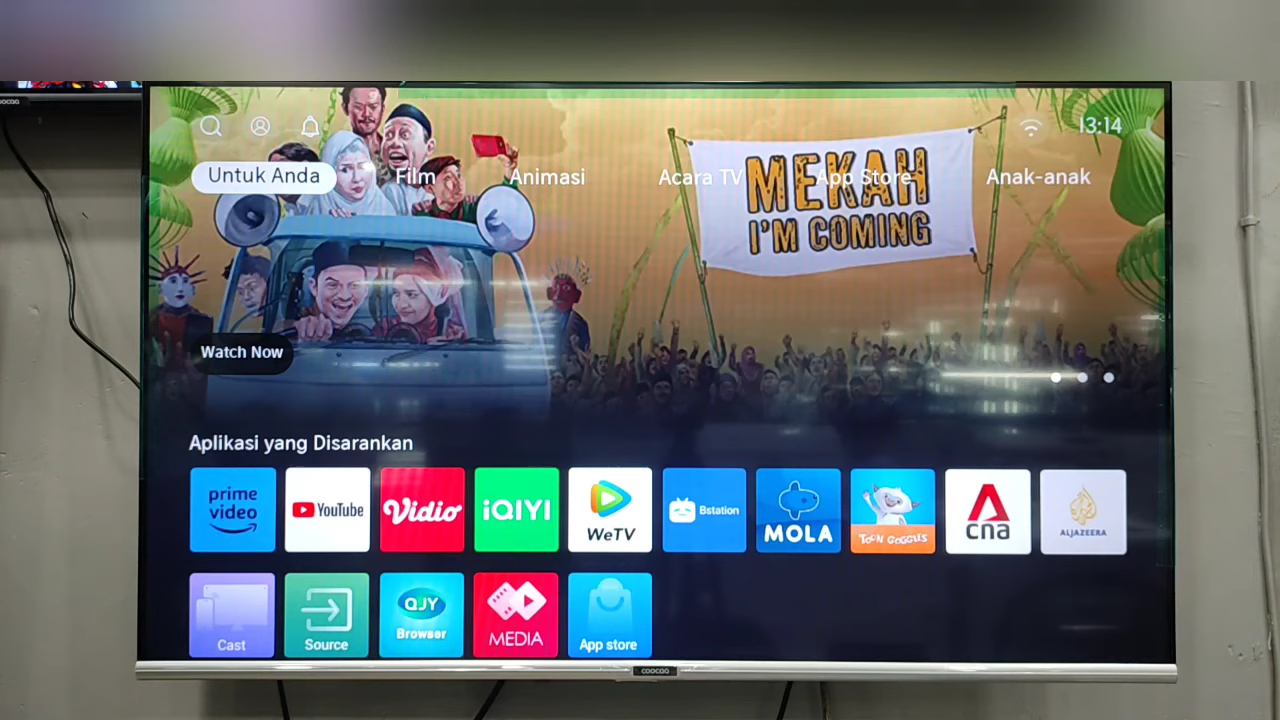 coocaa
13:14
Untuk Anda
Film
Animasi
Acara TV
App Store
Anak-anak
MEKAH
I'M COMING
Watch Now
Aplikasi yang Disarankan
prime video
YouTube
Vidio
iQIYI
WeTV
Bstation
MOLA
TOON GOGGLES
cna
ALJAZEERA
Cast
Source
QJY
Browser
MEDIA
App store
coocaa